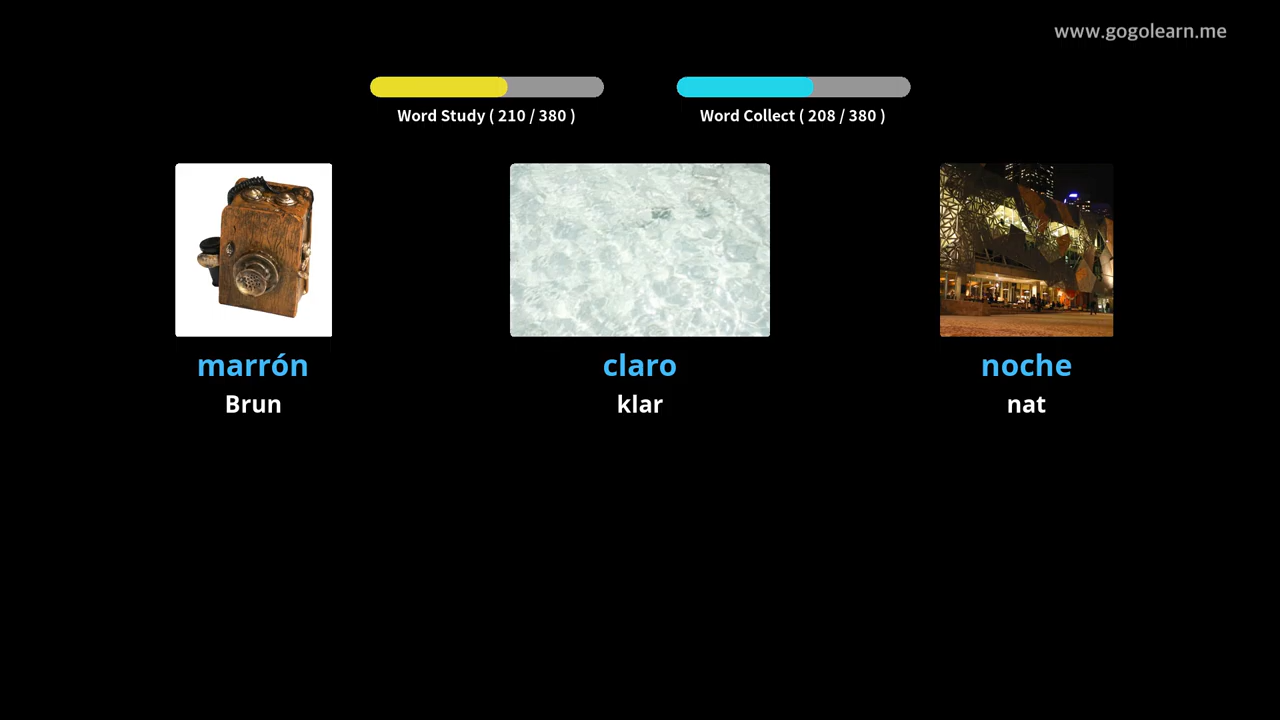 www.gogolearn.me
Word Study ( 210 / 380 )
Word Collect ( 208 / 380 )
marrón
claro
noche
Brun
klar
nat